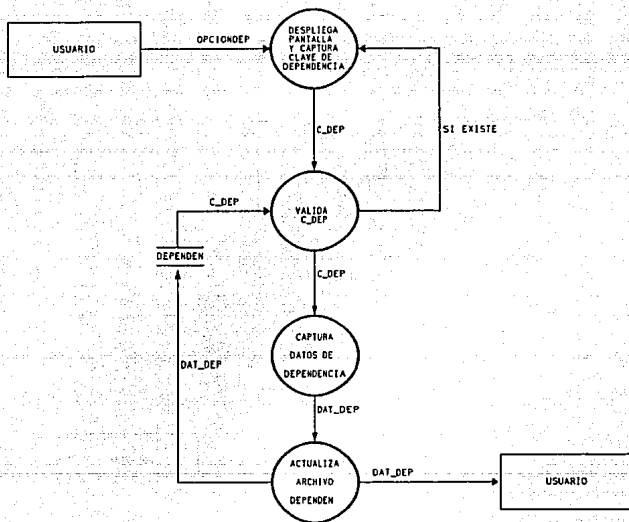 DESPLIEGA
PANTALLA
Y CAPTURA
CLAVE DE
DEPENDENCIA
USUARIO
OPCIONDEP
C_DEP
SI EXISTE
C_DEP
VALIDA
C_DEP
DEPENDEN
C_DEP
CAPTURA
DATOS DE
DEPENDENCIA
DAT_DEP
DAT_DEP
ACTUALIZA
ARCHIVO
DEPENDEN
DAT_DEP
USUARIO